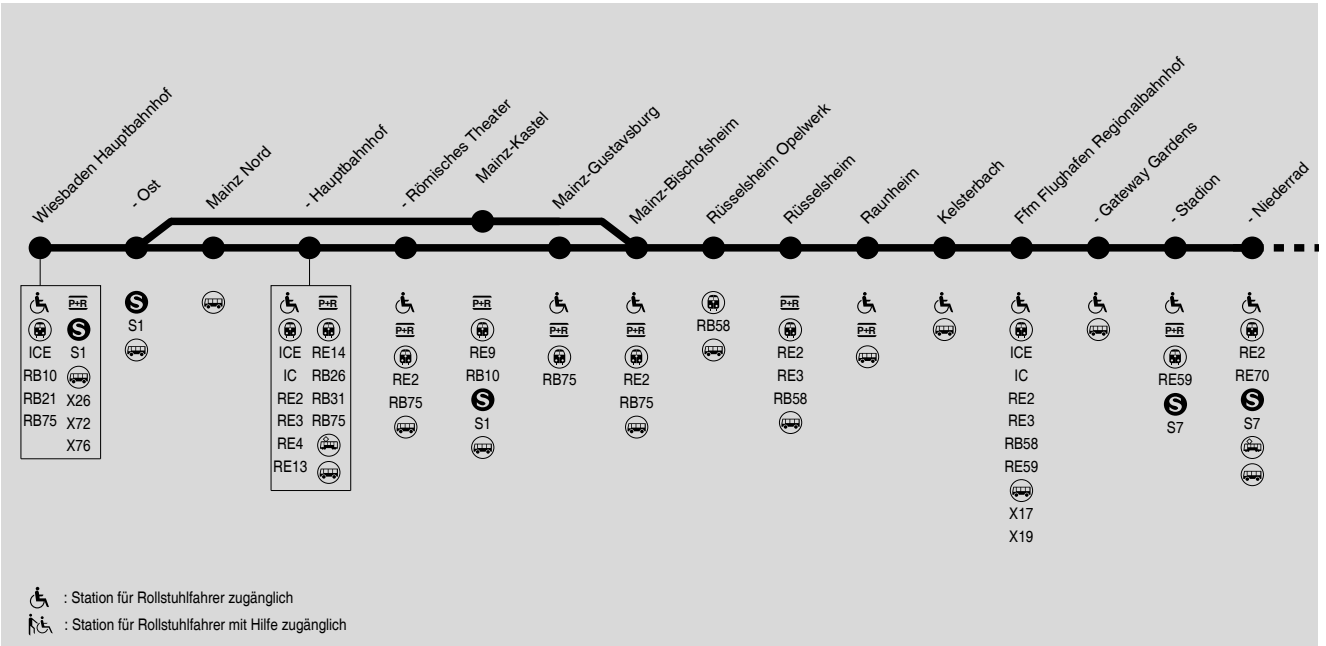 Wiesbaden Hauptbahnhof
- Ost
Mainz Nord
- Hauptbahnhof
- Römisches Theater
Mainz-Kastel
Mainz-Gustavsburg
Mainz-Bischofsheim
Rüsselsheim Opelwerk
Rüsselsheim
Raunheim
Kelsterbach
Ffm Flughafen Regionalbahnhof
- Gateway Gardens
- Stadion
- Niederrad
P+R
S
ICE S1
RB10
RB21 X26
RB75 X72
X76
S
S1
P+R
ICE RE14
IC RB26
RE2 RB31
RE3 RB75
RE4
RE13
P+R
RE2
RB75
P+R
RE9
RB10
S
S1
P+R
RB75
P+R
RE2
RB75
RB58
P+R
RE2
RE3
RB58
P+R
ICE
IC
RE2
RE3
RB58
RE59
X17
X19
P+R
RE59
S
S7
RE2
RE70
S
S7
: Station für Rollstuhlfahrer zugänglich
: Station für Rollstuhlfahrer mit Hilfe zugänglich